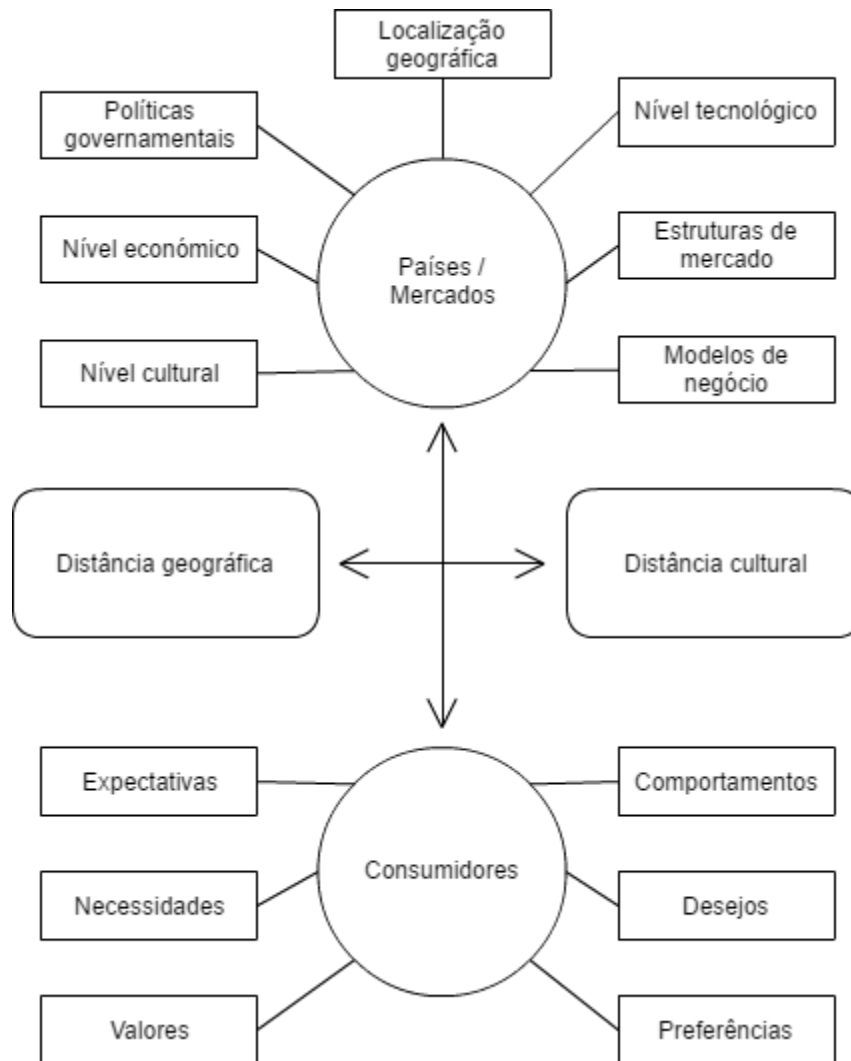 Localização
geográfica
Políticas
governamentais
Nível tecnológico
Nível económico
Países /
Mercados
Estruturas de
mercado
Nível cultural
Modelos de
negócio
Distância geográfica
Distância cultural
Expectativas
Comportamentos
Necessidades
Consumidores
Desejos
Valores
Preferências